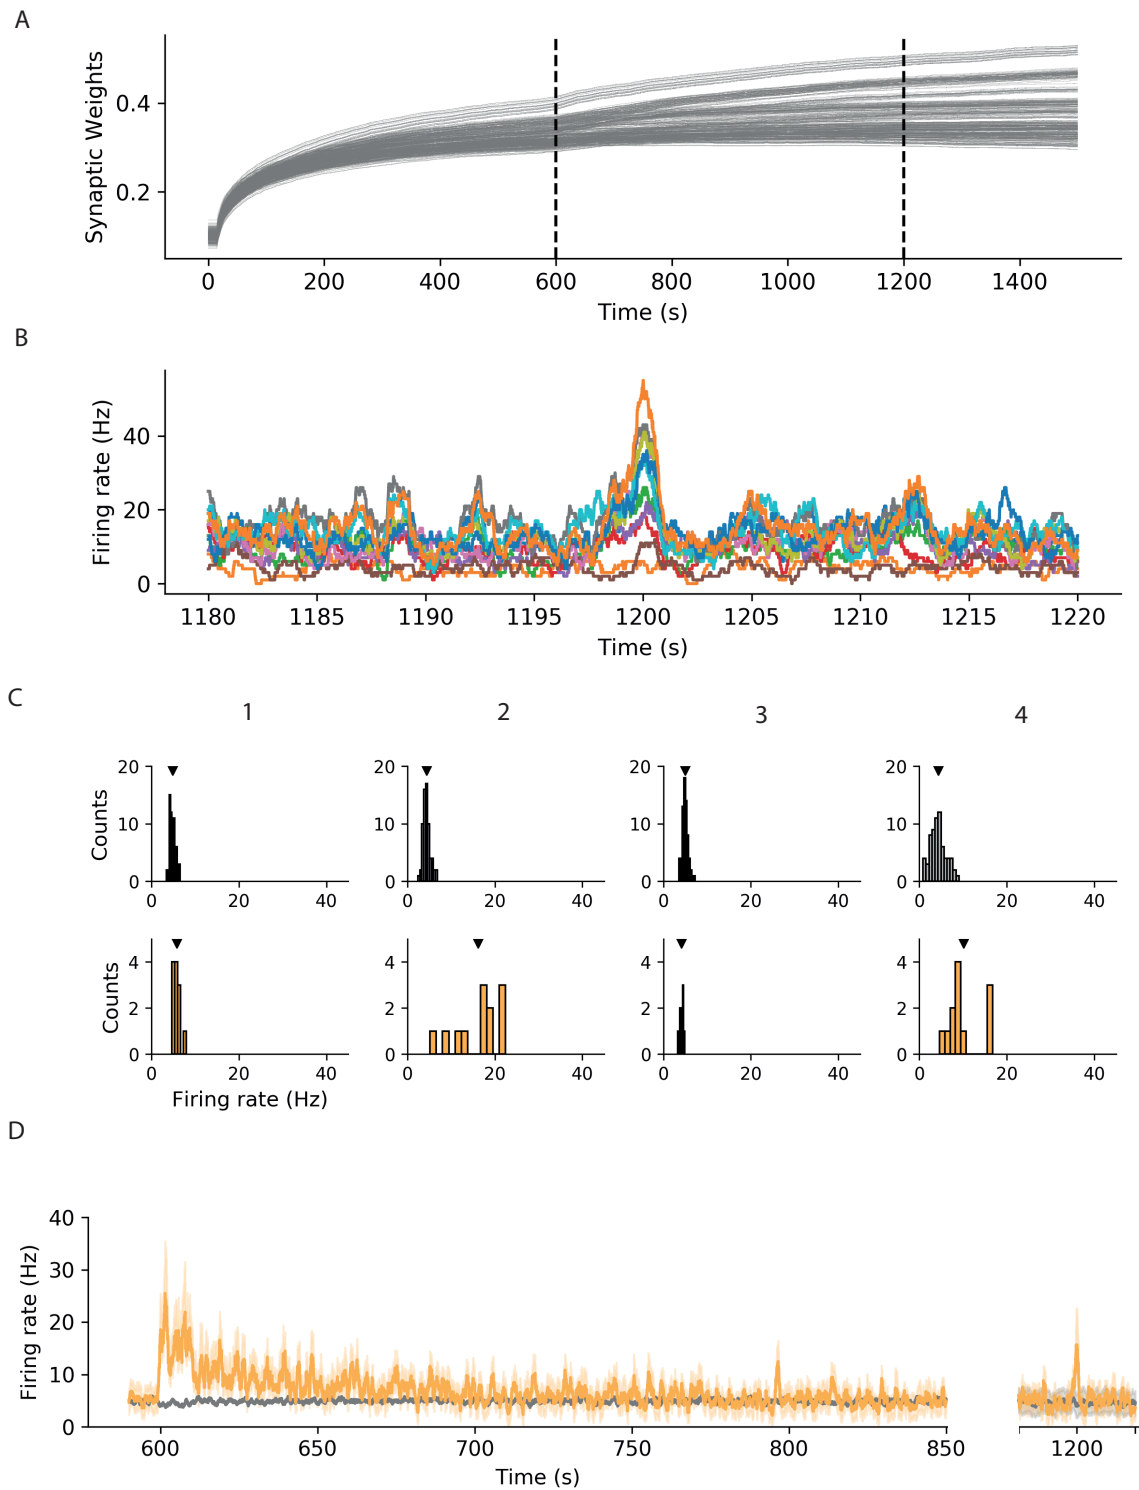 A
Synaptic Weights
0.4
0.2
0 200 400 600 800 1000 1200 1400
Time (s)
B
Firing rate (Hz)
40
20
0
1180 1185 1190 1195 1200 1205 1210 1215 1220
Time (s)
C
1 2 3 4
Counts
20 20 20 20
10 10 10 10
0 0 0 0
0 20 40 0 20 40 0 20 40 0 20 40
Counts
4 4 4 4
2 2 2 2
0 0 0 0
0 20 40 0 20 40 0 20 40 0 20 40
Firing rate (Hz)
D
Firing rate (Hz)
40
30
20
10
0
600 650 700 750 800 850 1200
Time (s)